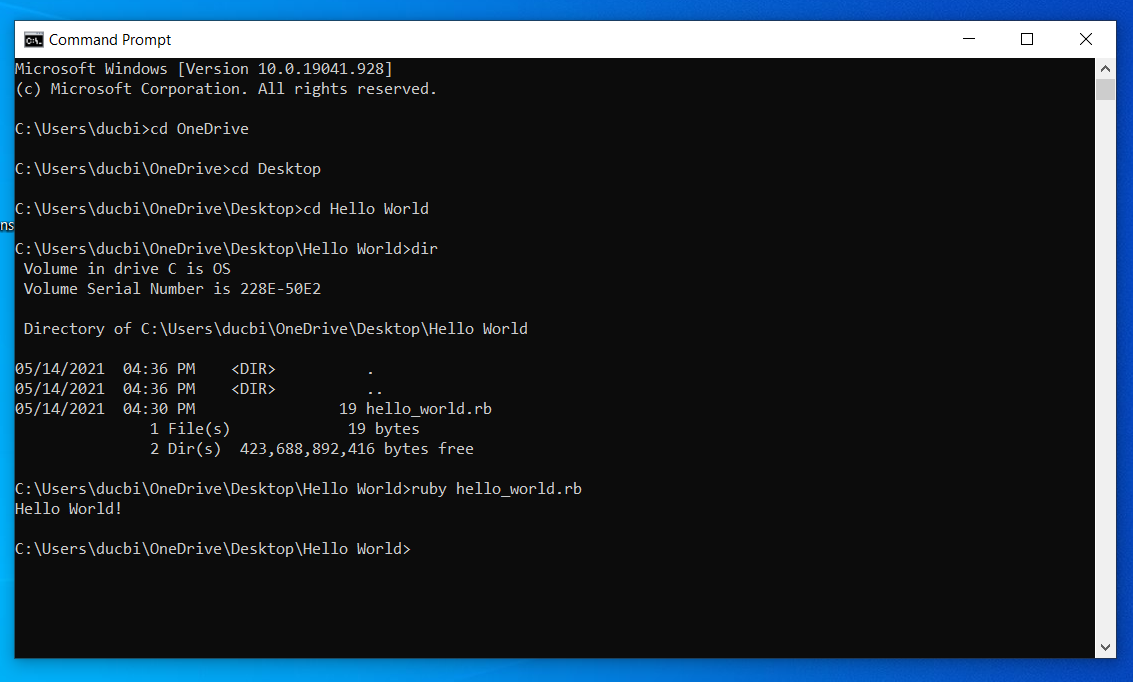 Command Prompt
Microsoft Windows [Version 10.0.19041.928]
(c) Microsoft Corporation. All rights reserved.
C:\Users\ducbi>cd OneDrive
C:\Users\ducbi\OneDrive>cd Desktop
C:\Users\ducbi\OneDrive\Desktop>cd Hello World
ns
C:\Users\ducbi\OneDrive\Desktop\Hello World>dir
 Volume in drive C is OS
 Volume Serial Number is 228E-50E2
 Directory of C:\Users\ducbi\OneDrive\Desktop\Hello World
05/14/2021  04:36 PM    <DIR>          .
05/14/2021  04:36 PM    <DIR>          ..
05/14/2021  04:30 PM                19 hello_world.rb
               1 File(s)             19 bytes
               2 Dir(s)  423,688,892,416 bytes free
C:\Users\ducbi\OneDrive\Desktop\Hello World>ruby hello_world.rb
Hello World!
C:\Users\ducbi\OneDrive\Desktop\Hello World>